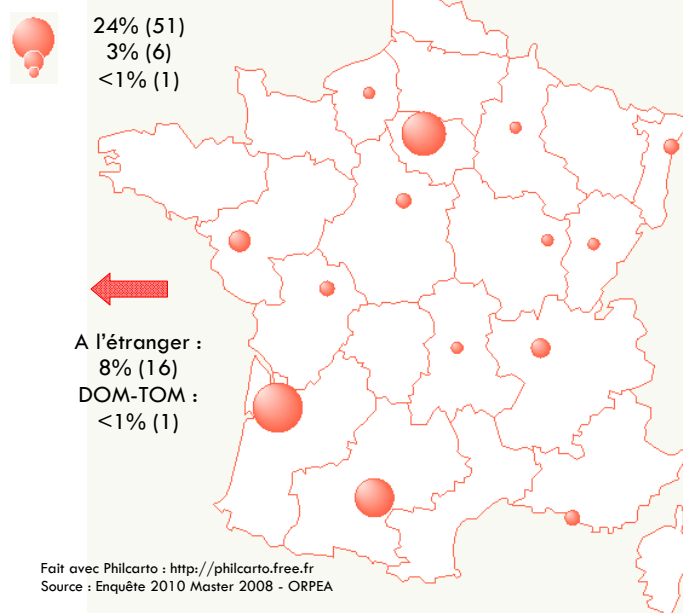 24% (51)
3% (6)
<1% (1)
A l'étranger :
8% (16)
DOM-TOM :
<1% (1)
Fait avec Philcarto : http://philcarto.free.fr
Source : Enquête 2010 Master 2008 - ORPEA